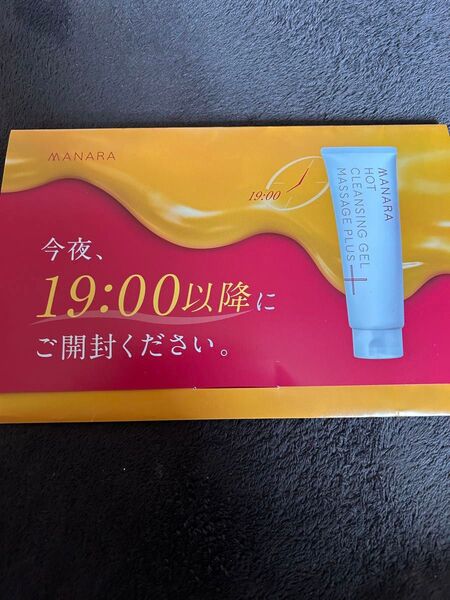 MANARA
19:00
MANARA
HOT
CLEANSING GEL
MASSAGE PLUS
+
今夜、
19:00以降に
ご開封ください。